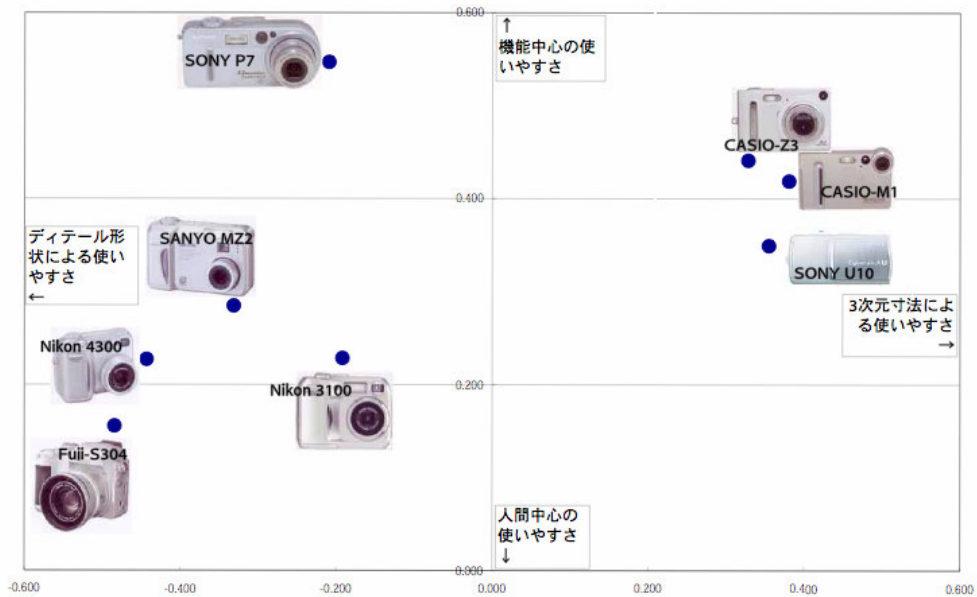 0.600
↑
機能中心の使
いやすさ
SONY P7
CASIO-Z3
CASIO-M1
0.400
ディテール形
状による使い
やすさ
←
SANYO MZ2
SONY U10
3次元寸法によ
る使いやすさ
→
Nikon 4300
0.200
Nikon 3100
Fuji-S304
人間中心の
使いやすさ
↓
0.000
-0.600
-0.400
-0.200
0.000
0.200
0.400
0.600